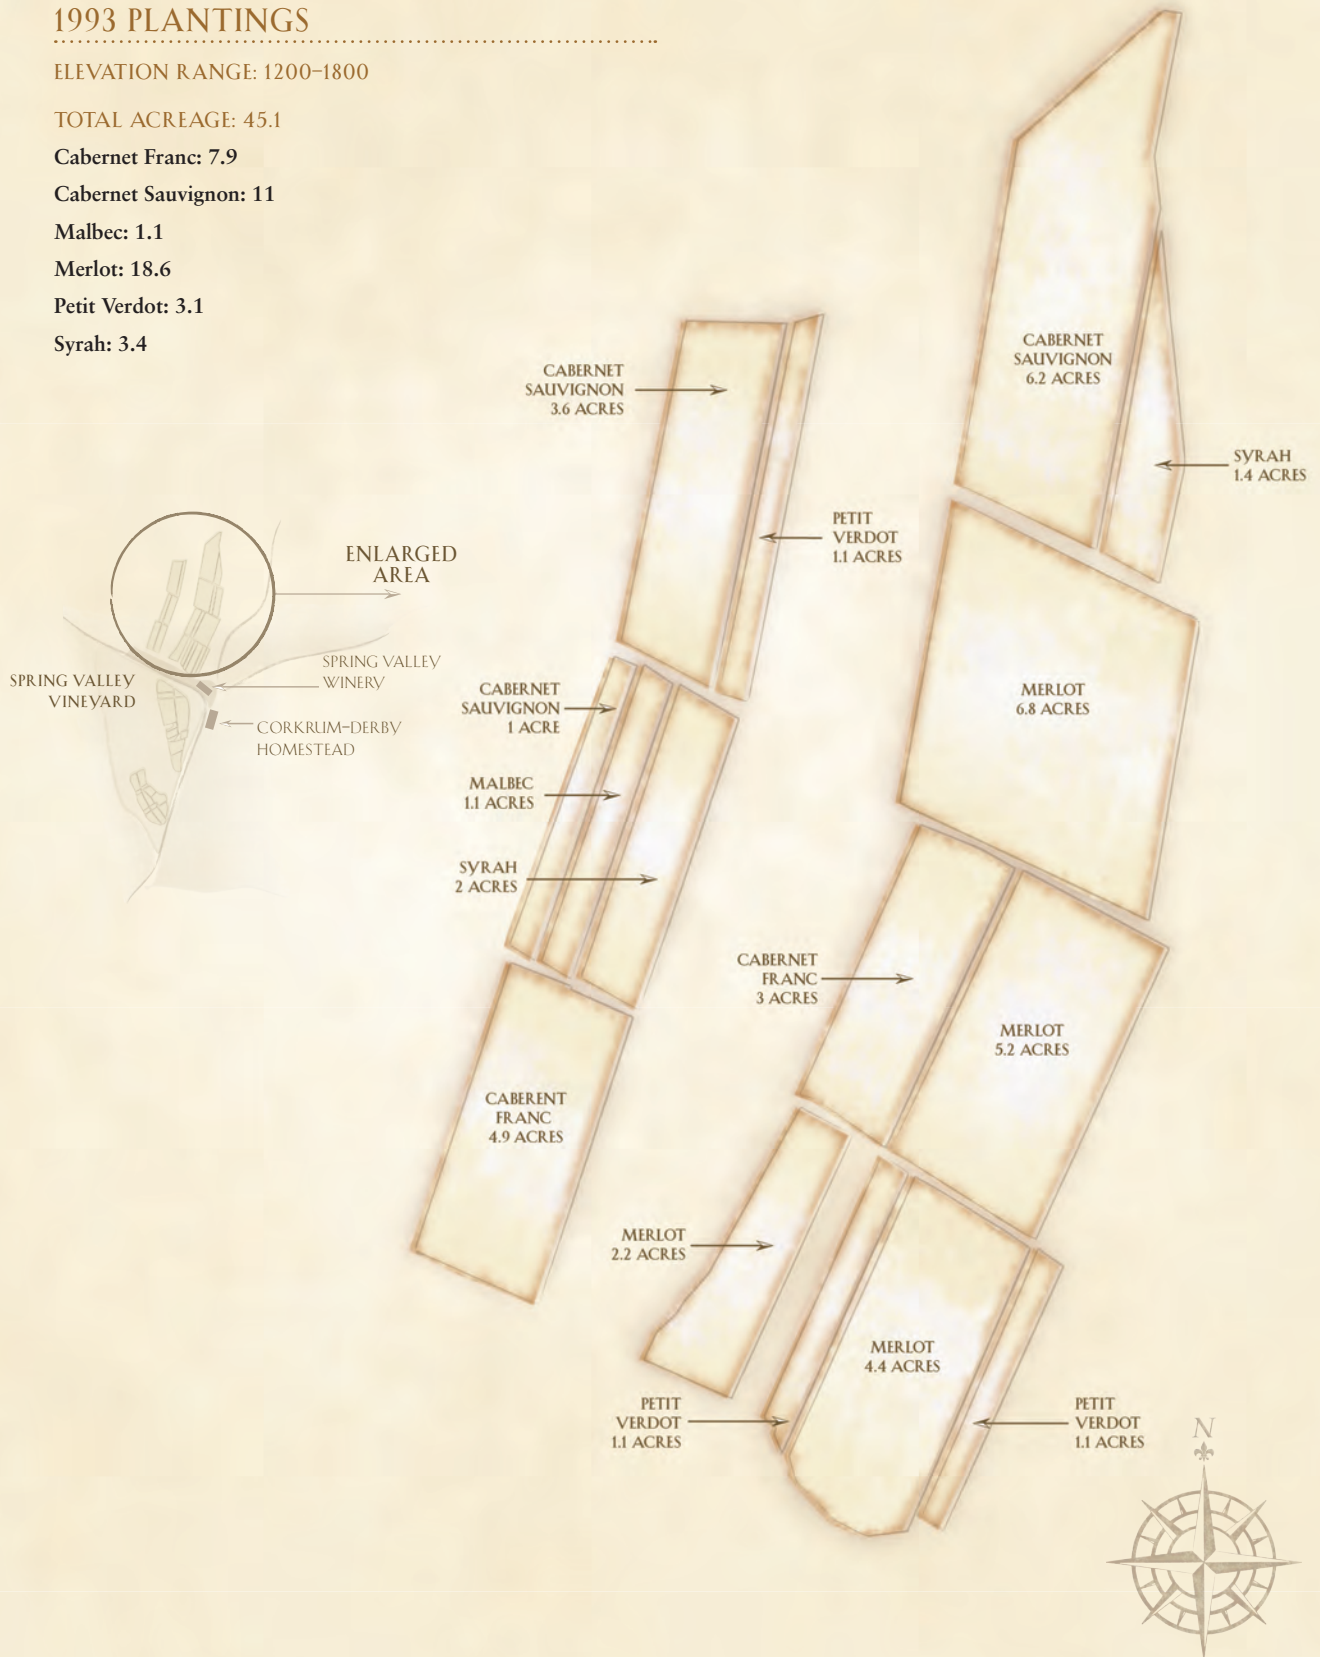 1993 PLANTINGS
ELEVATION RANGE: 1200–1800
TOTAL ACREAGE: 45.1
Cabernet Franc: 7.9
Cabernet Sauvignon: 11
Malbec: 1.1
Merlot: 18.6
Petit Verdot: 3.1
Syrah: 3.4
CABERNET
SAUVIGNON
6.2 ACRES
CABERNET
SAUVIGNON
3.6 ACRES
SYRAH
1.4 ACRES
PETIT
VERDOT
1.1 ACRES
ENLARGED
AREA
SPRING VALLEY
WINERY
SPRING VALLEY
VINEYARD
CORKRUM-DERBY
HOMESTEAD
CABERNET
SAUVIGNON
1 ACRE
MERLOT
6.8 ACRES
MALBEC
1.1 ACRES
SYRAH
2 ACRES
CABERNET
FRANC
3 ACRES
MERLOT
5.2 ACRES
CABERENT
FRANC
4.9 ACRES
MERLOT
2.2 ACRES
MERLOT
4.4 ACRES
PETIT
VERDOT
1.1 ACRES
PETIT
VERDOT
1.1 ACRES
N